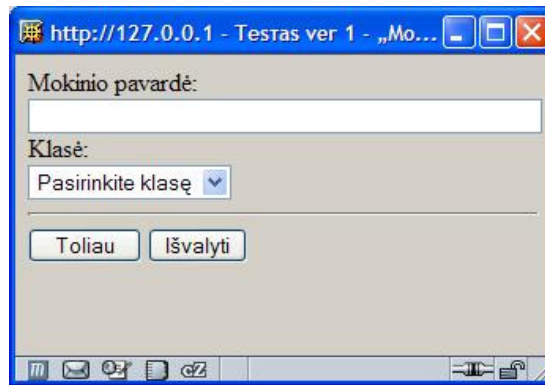 http://127.0.0.1 - Testas ver 1 - „Mo...
Mokinio pavardė:
Klasė:
Pasirinkite klasę
Toliau Išvalyti